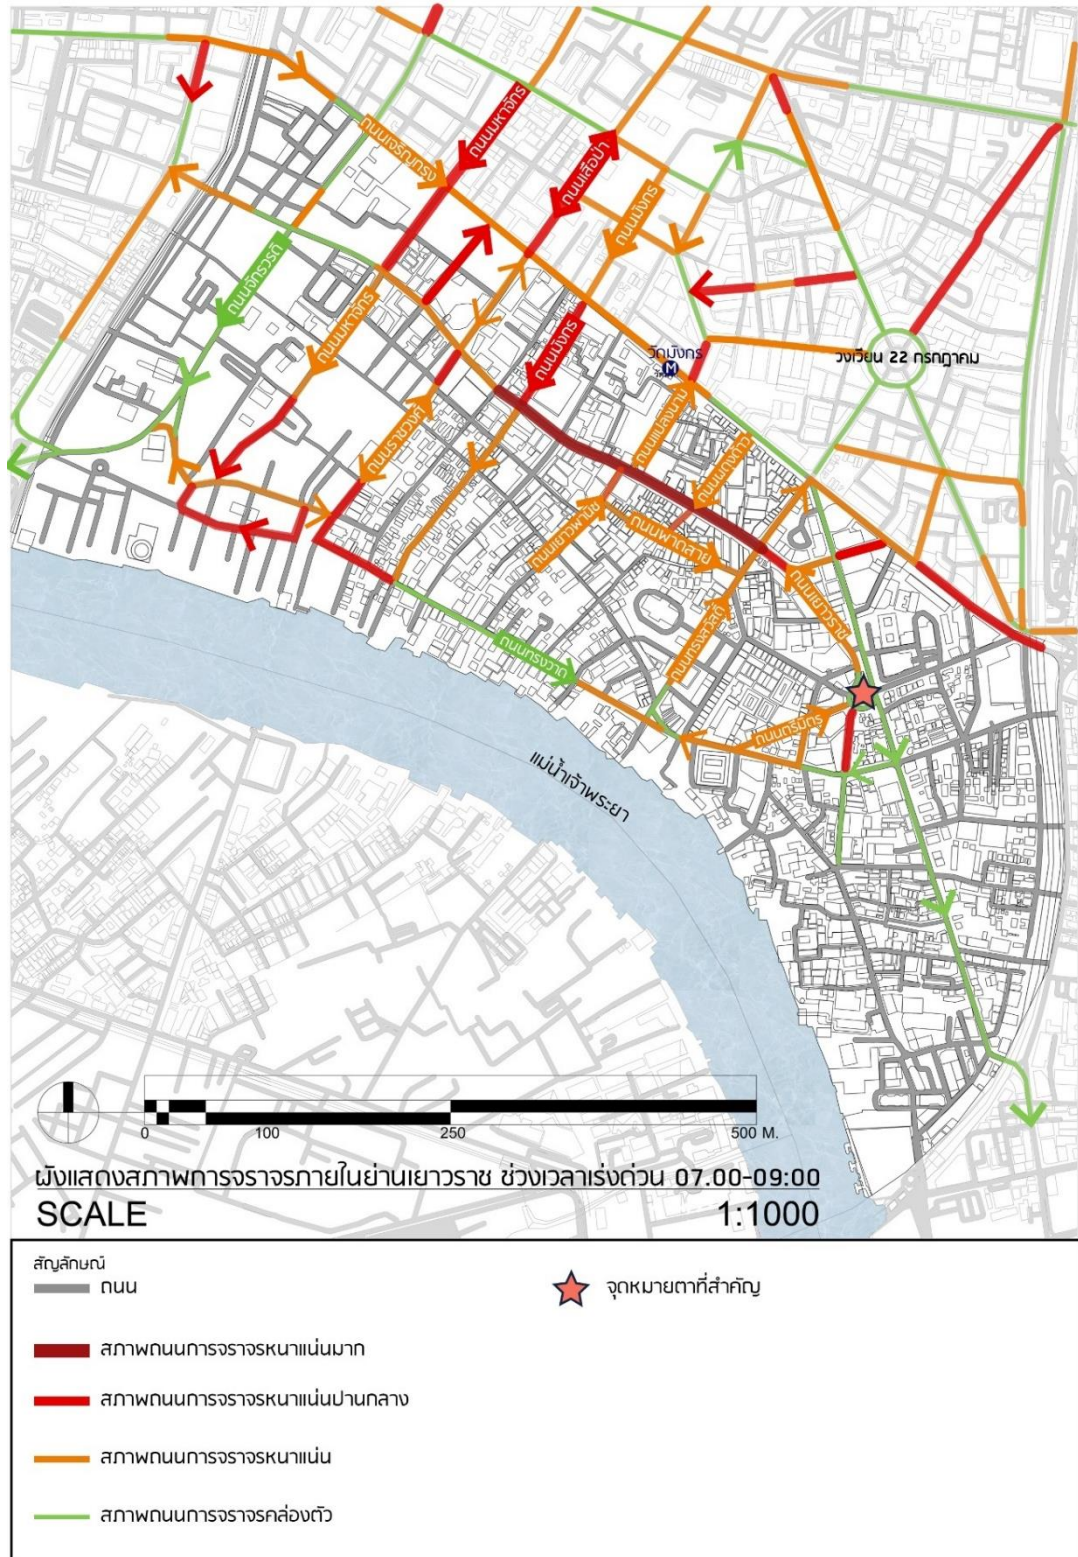 ถนนมหาจักร
ถนนเจริญกรุง
ถนนเสือป่า
ถนนมังกร
ถนนจักรวรรดิ
ถนนมหาจักร
ถนนมังกร
วัดมังกร
M
วงเวียน 22 กรกฎาคม
ถนนราชวงศ์
ถนนแปลงนาม
ถนนผดุงด้าว
ถนนเยาวพานิช
ถนนพาดสาย
ถนนเยาวราช
ถนนทรงสวัสดิ์
ถนนทรงวาด
ถนนตรีมิตร
แม่น้ำเจ้าพระยา
0 100 250 500 M.
ผังแสดงสภาพการจราจรภายในย่านเยาวราช ช่วงเวลาเร่งด่วน 07.00-09:00
SCALE 1:1000
สัญลักษณ์
ถนน
จุดหมายตาที่สำคัญ
สภาพถนนการจราจรหนาแน่นมาก
สภาพถนนการจราจรหนาแน่นปานกลาง
สภาพถนนการจราจรหนาแน่น
สภาพถนนการจราจรคล่องตัว